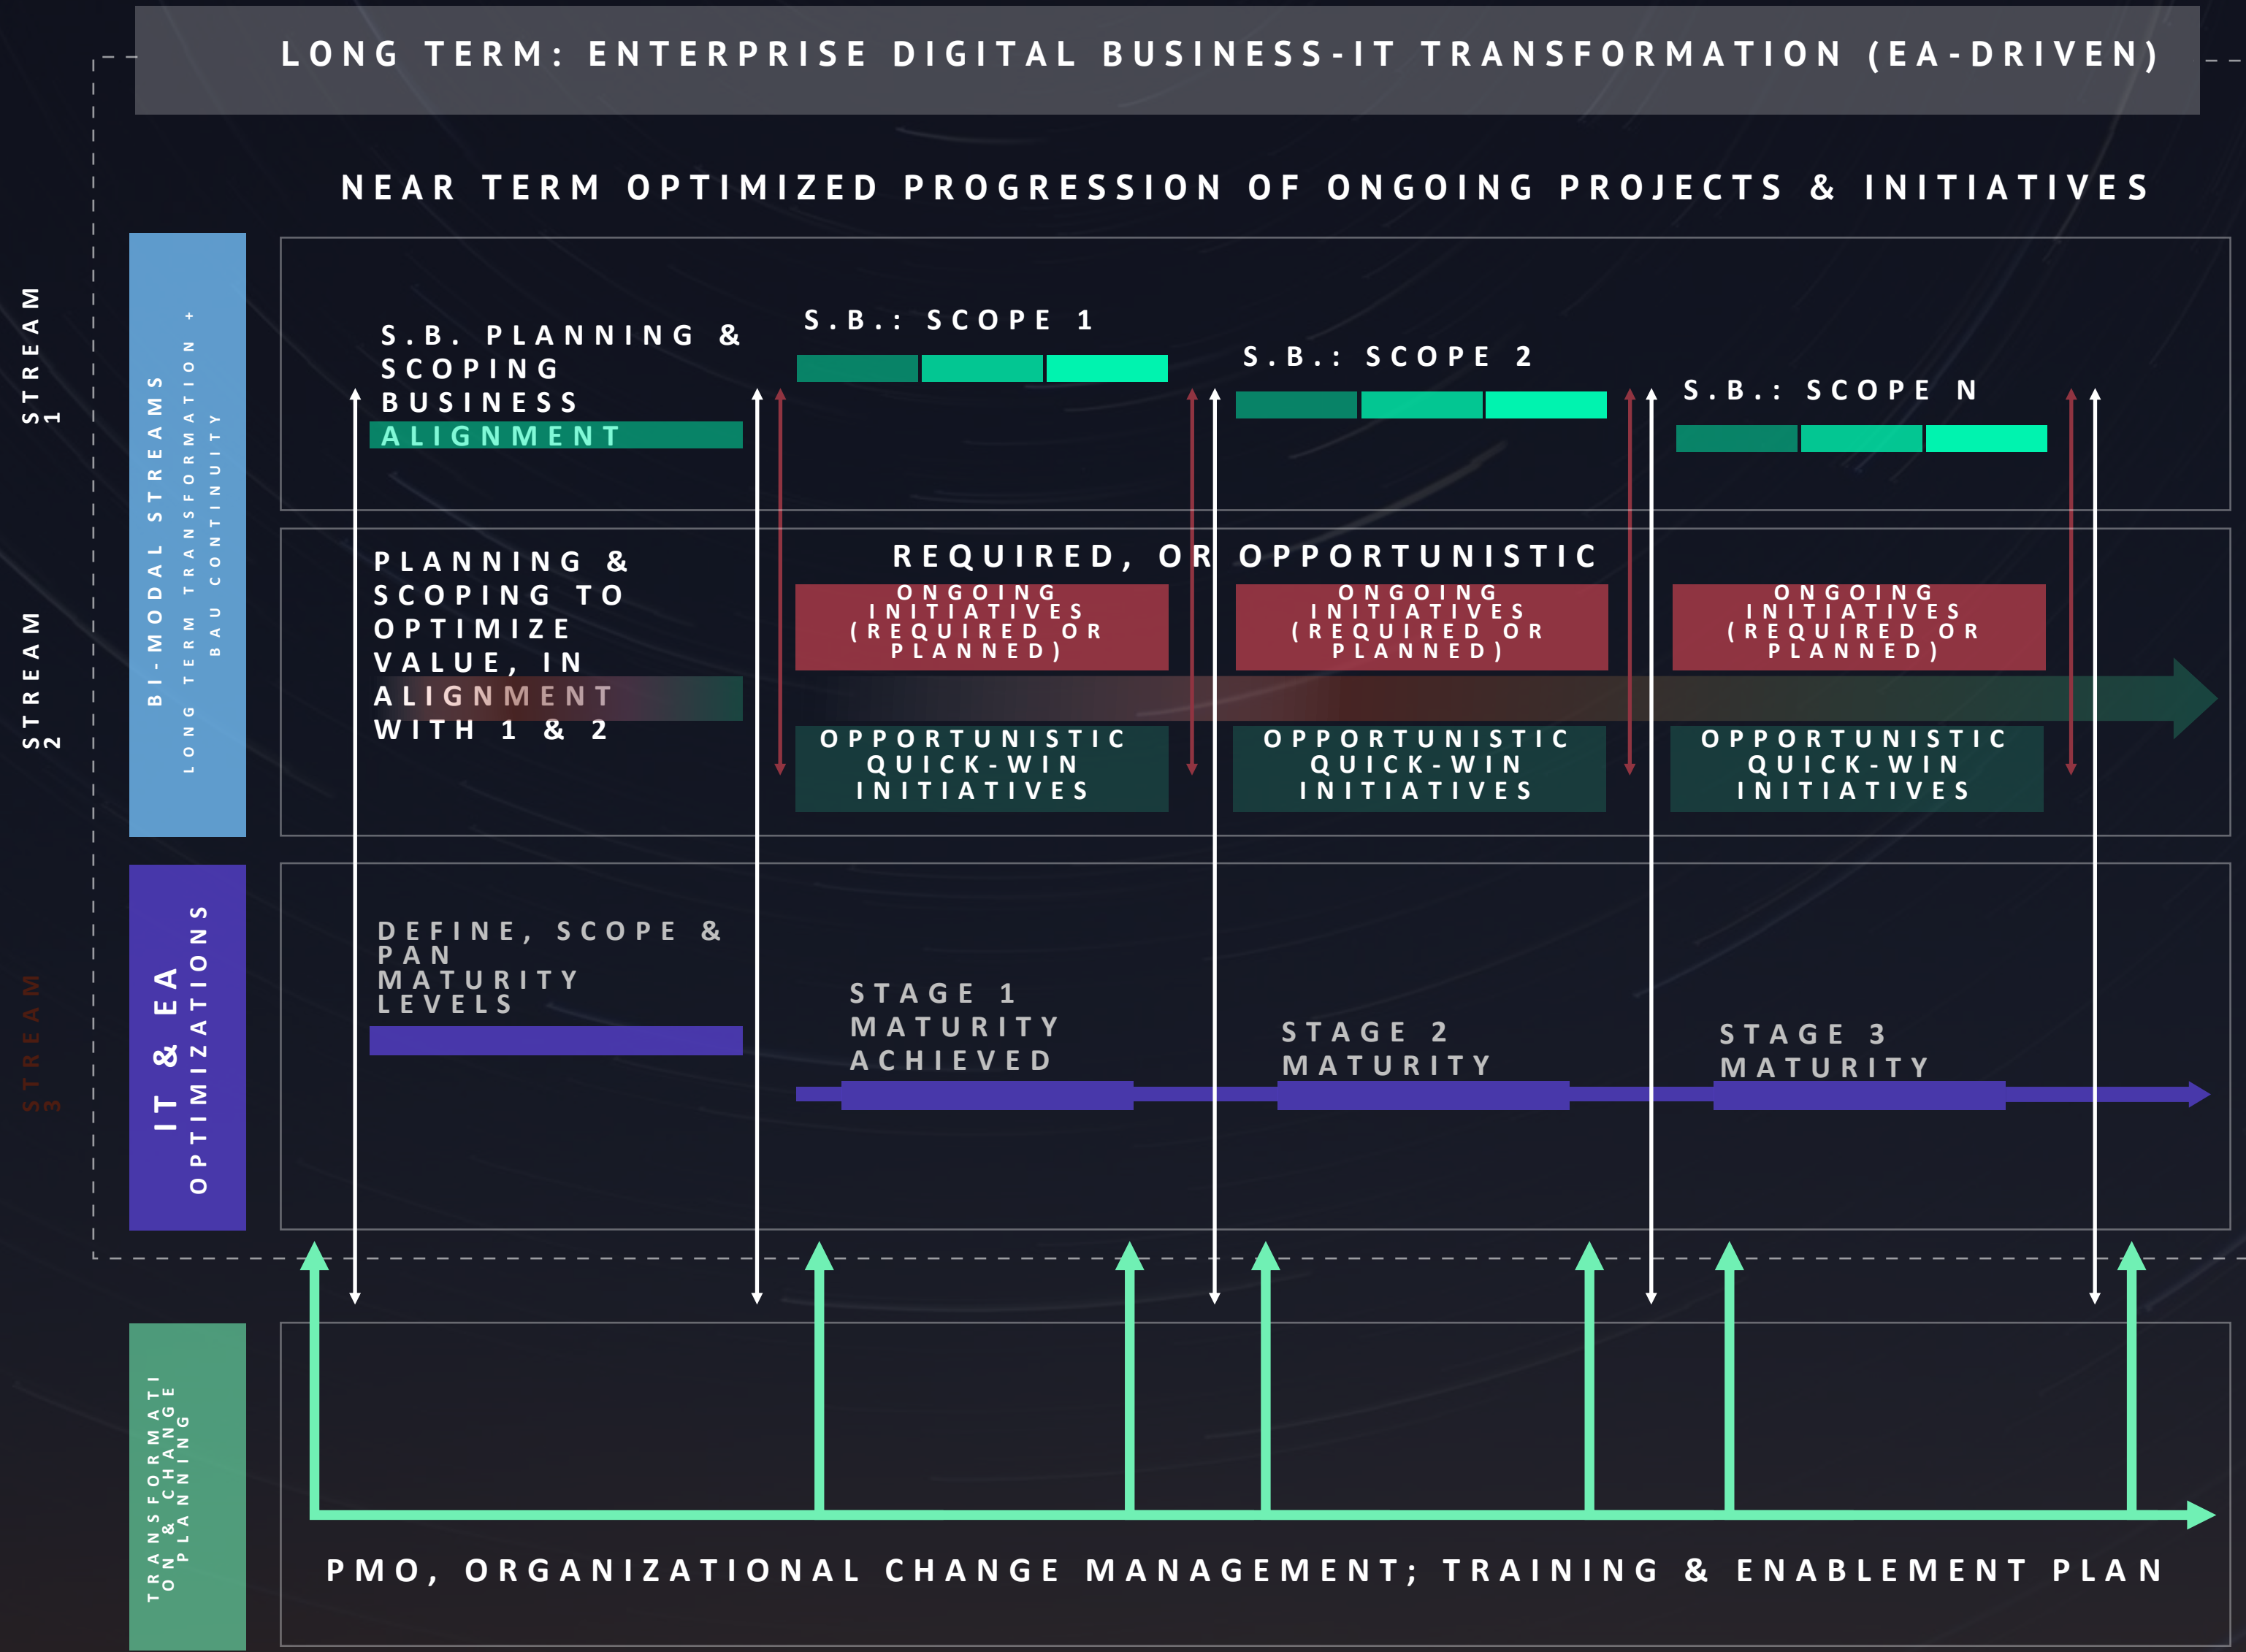 LONG TERM: ENTERPRISE DIGITAL BUSINESS-IT TRANSFORMATION (EA-DRIVEN)
NEAR TERM OPTIMIZED PROGRESSION OF ONGOING PROJECTS & INITIATIVES
STREAM
1
BI-MODAL STREAMS
LONG TERM TRANSFORMATION +
BAU CONTINUITY
S.B. PLANNING &
SCOPING
BUSINESS
ALIGNMENT
S.B.: SCOPE 1
S.B.: SCOPE 2
S.B.: SCOPE N
STREAM
2
PLANNING &
SCOPING TO
OPTIMIZE
VALUE, IN
ALIGNMENT
WITH 1 & 2
REQUIRED, OR OPPORTUNISTIC
ONGOING
INITIATIVES
(REQUIRED OR
PLANNED)
ONGOING
INITIATIVES
(REQUIRED OR
PLANNED)
ONGOING
INITIATIVES
(REQUIRED OR
PLANNED)
OPPORTUNISTIC
QUICK-WIN
INITIATIVES
OPPORTUNISTIC
QUICK-WIN
INITIATIVES
OPPORTUNISTIC
QUICK-WIN
INITIATIVES
STREAM
3
IT & EA
OPTIMIZATIONS
DEFINE, SCOPE &
PAN
MATURITY
LEVELS
STAGE 1
MATURITY
ACHIEVED
STAGE 2
MATURITY
STAGE 3
MATURITY
TRANSFORMATI
ON & CHANGE
PLANNING
PMO, ORGANIZATIONAL CHANGE MANAGEMENT; TRAINING & ENABLEMENT PLAN